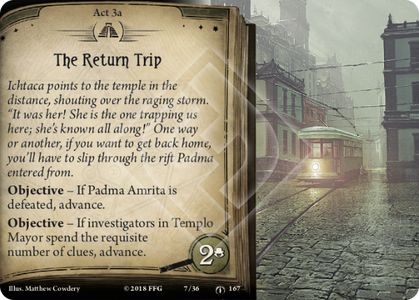 Act 3a
The Return Trip
Ichtaca points to the temple in the
distance, shouting over the raging storm.
“It was her! She is the one trapping us
here; she’s known all along!” One way
or another, if you want to get back home,
you’ll have to slip through the rift Padma
entered from.
Objective – If Padma Amrita is
defeated, advance.
Objective – If investigators in Templo
Mayor spend the requisite
number of clues, advance.
2
Illus. Matthew Cowdery
© 2018 FFG
7/36
167